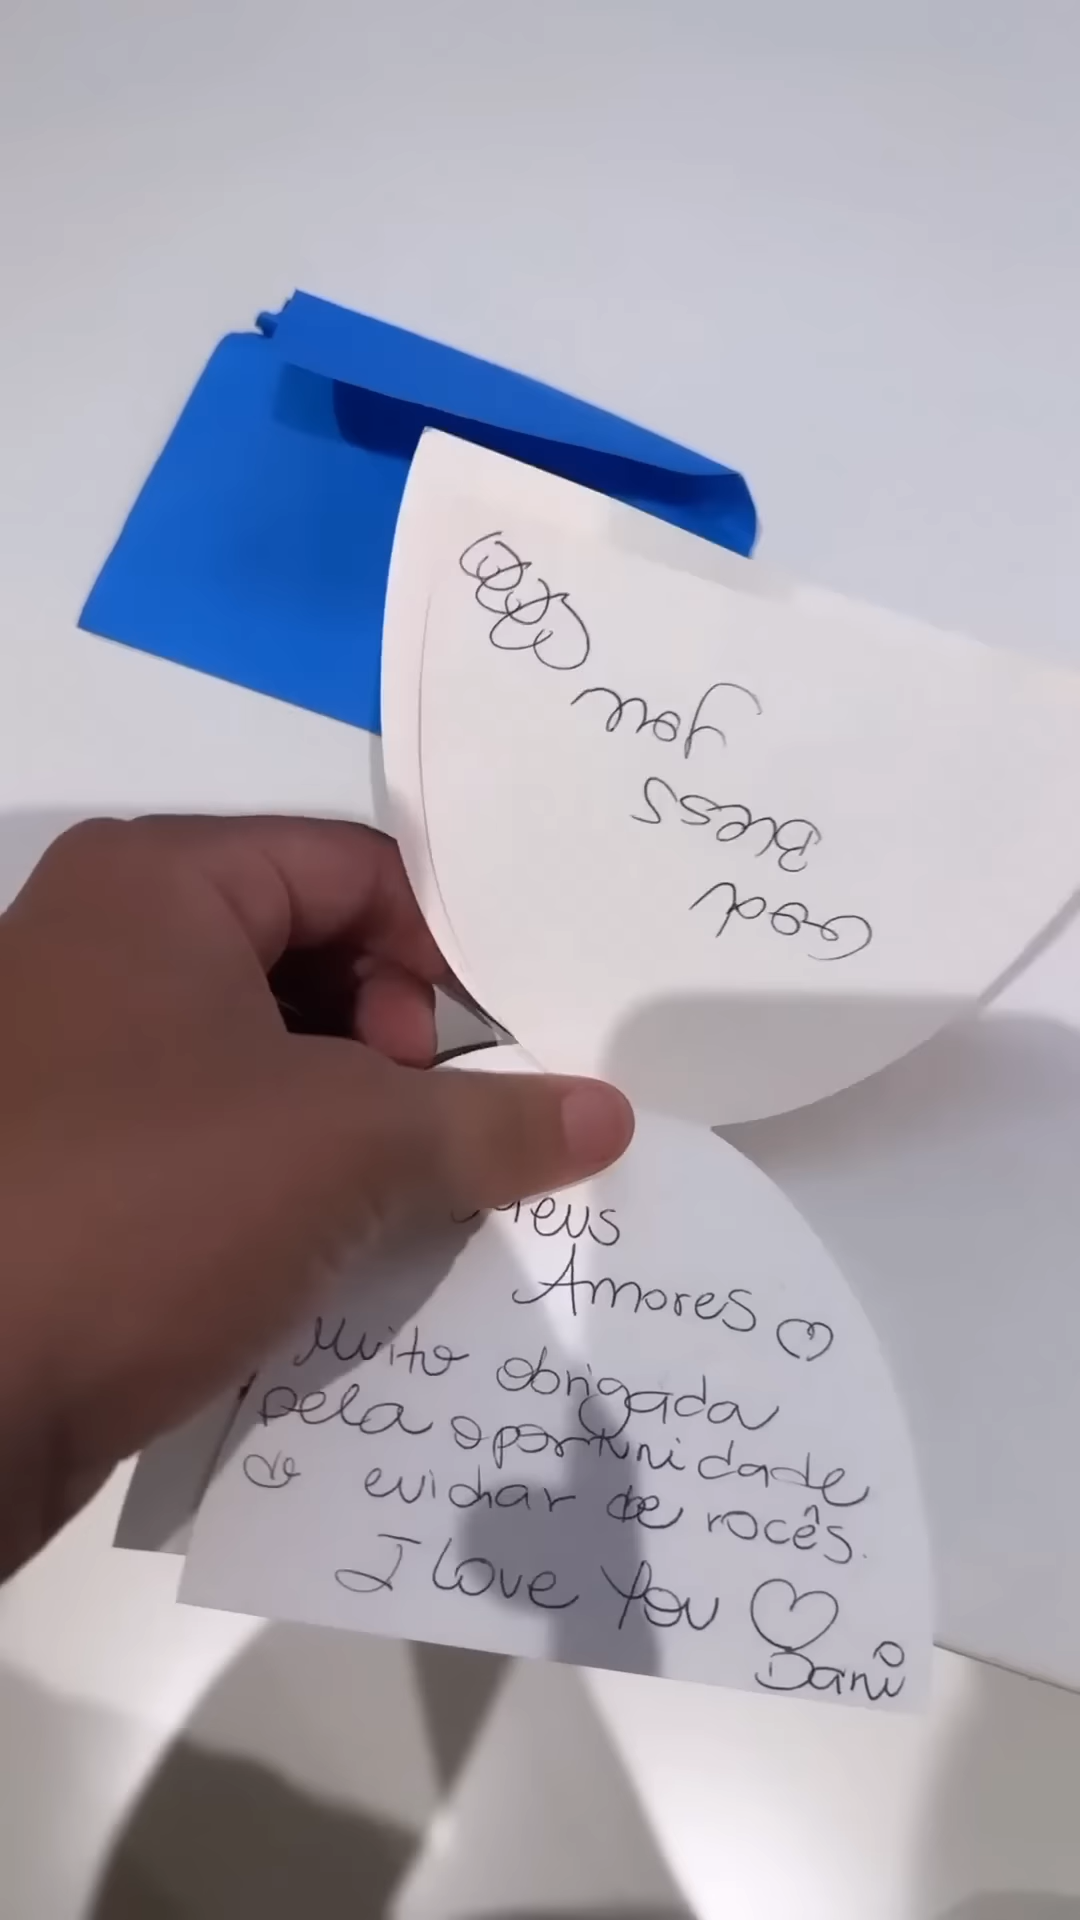 God
Bless
you
Meus
Amores
Muito obrigada
pela oportunidade
de cuidar de vocês.
I Love You
Dani